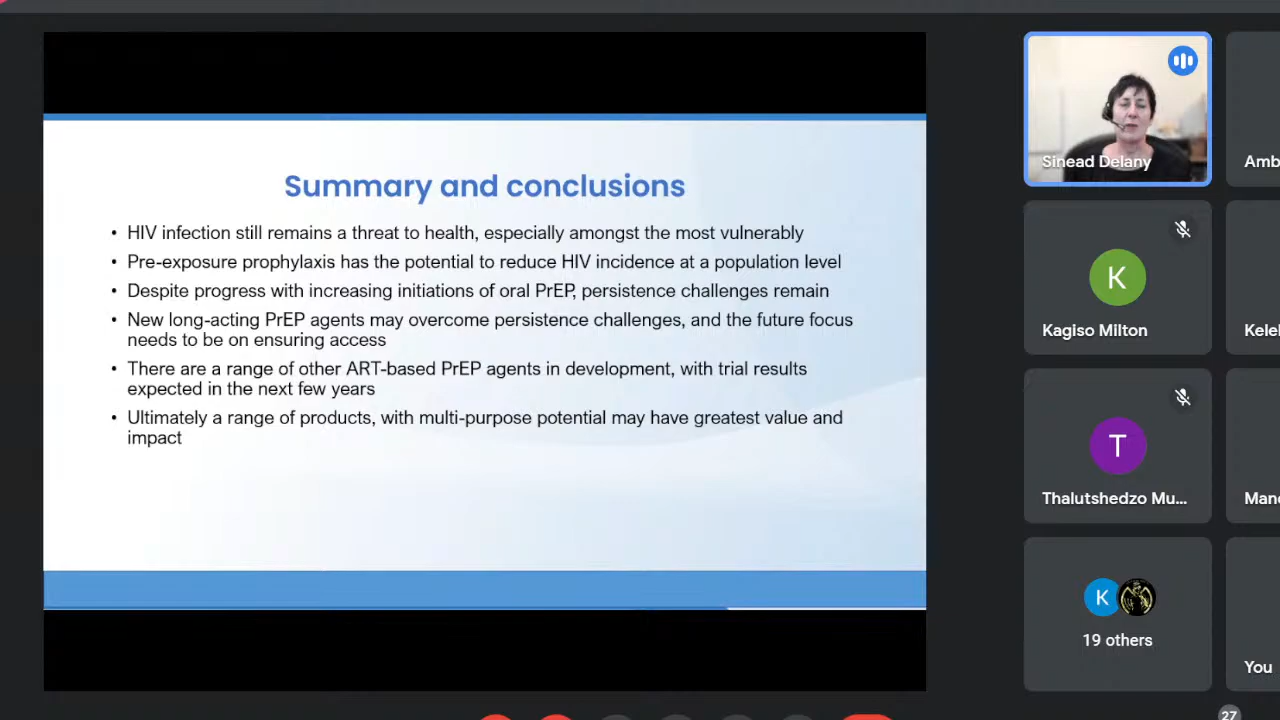 Summary and conclusions
• HIV infection still remains a threat to health, especially amongst the most vulnerably
• Pre-exposure prophylaxis has the potential to reduce HIV incidence at a population level
• Despite progress with increasing initiations of oral PrEP, persistence challenges remain
• New long-acting PrEP agents may overcome persistence challenges, and the future focus
needs to be on ensuring access
• There are a range of other ART-based PrEP agents in development, with trial results
expected in the next few years
• Ultimately a range of products, with multi-purpose potential may have greatest value and
impact
Sinead Delany
Amb
K
Kagiso Milton
Kelel
T
Thalutshedzo Mu...
Mano
K
19 others
You
27